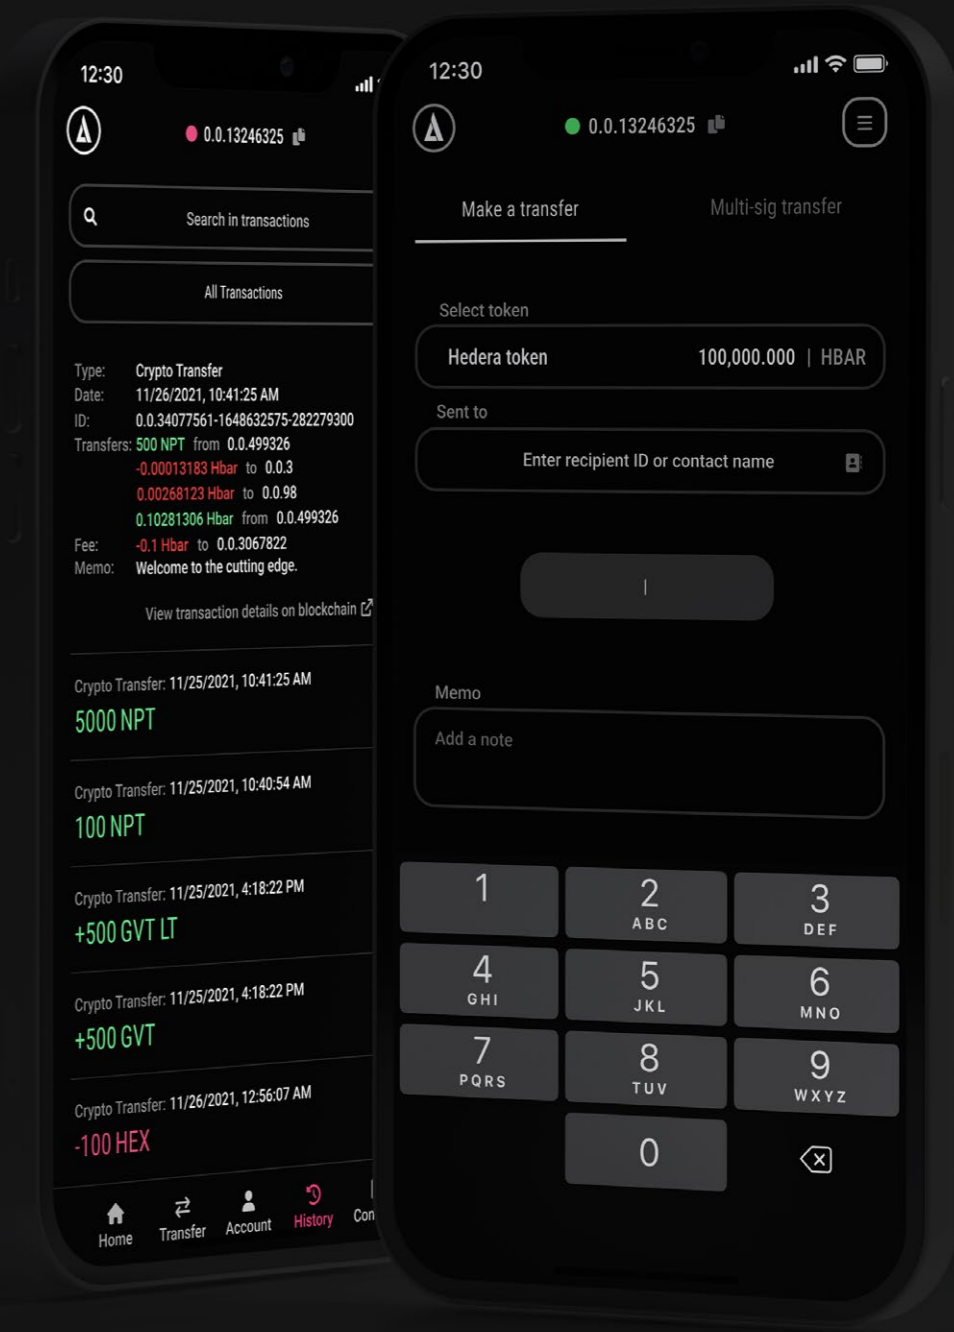 12:30
0.0.13246325
Search in transactions
All Transactions
Type: Crypto Transfer
Date: 11/26/2021, 10:41:25 AM
ID: 0.0.34077561-1648632575-282279300
Transfers: 500 NPT from 0.0.499326
-0.00013183 Hbar to 0.0.3
0.00268123 Hbar to 0.0.98
0.10281306 Hbar from 0.0.499326
Fee: -0.1 Hbar to 0.0.3067822
Memo: Welcome to the cutting edge.
View transaction details on blockchain
Crypto Transfer: 11/25/2021, 10:41:25 AM
5000 NPT
Crypto Transfer: 11/25/2021, 10:40:54 AM
100 NPT
Crypto Transfer: 11/25/2021, 4:18:22 PM
+500 GVT LT
Crypto Transfer: 11/25/2021, 4:18:22 PM
+500 GVT
Crypto Transfer: 11/26/2021, 12:56:07 AM
-100 HEX
Home Transfer Account History Con
12:30
0.0.13246325
Make a transfer Multi-sig transfer
Select token
Hedera token 100,000.000 | HBAR
Sent to
Enter recipient ID or contact name
Memo
Add a note
1 2 3
ABC DEF
4 5 6
GHI JKL MNO
7 8 9
PQRS TUV WXYZ
0